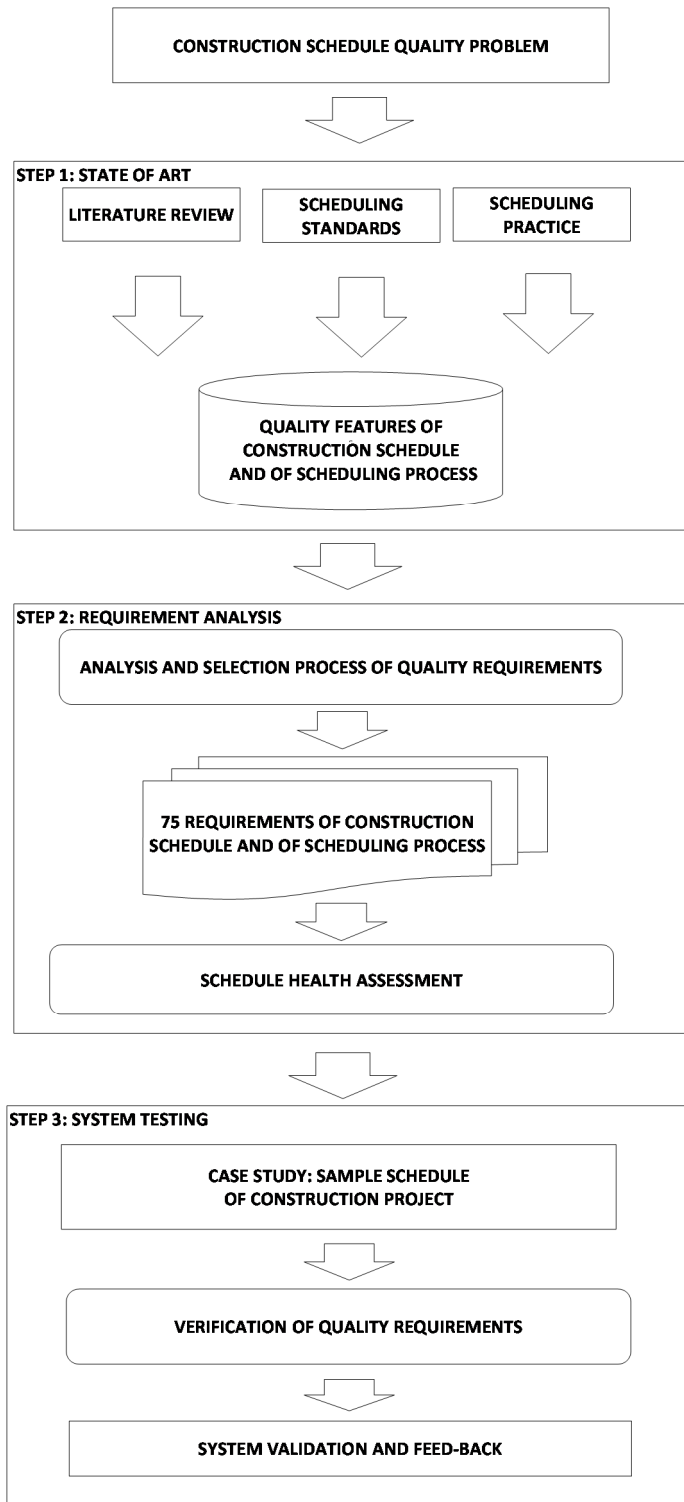 CONSTRUCTION SCHEDULE QUALITY PROBLEM
STEP 1: STATE OF ART
LITERATURE REVIEW
SCHEDULING
STANDARDS
SCHEDULING
PRACTICE
QUALITY FEATURES OF
CONSTRUCTION SCHEDULE
AND OF SCHEDULING PROCESS
STEP 2: REQUIREMENT ANALYSIS
ANALYSIS AND SELECTION PROCESS OF QUALITY REQUIREMENTS
75 REQUIREMENTS OF CONSTRUCTION
SCHEDULE AND OF SCHEDULING PROCESS
SCHEDULE HEALTH ASSESSMENT
STEP 3: SYSTEM TESTING
CASE STUDY: SAMPLE SCHEDULE
OF CONSTRUCTION PROJECT
VERIFICATION OF QUALITY REQUIREMENTS
SYSTEM VALIDATION AND FEED-BACK